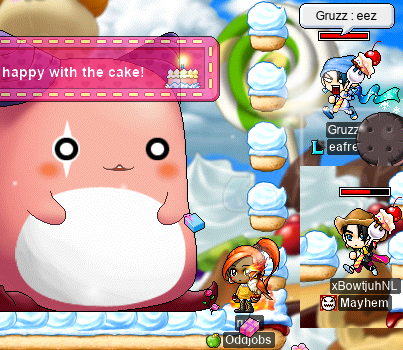 Gruzz : eez
happy with the cake!
Gruzz
eafre
xBowtjuhNL
Mayhem
Oddjobs